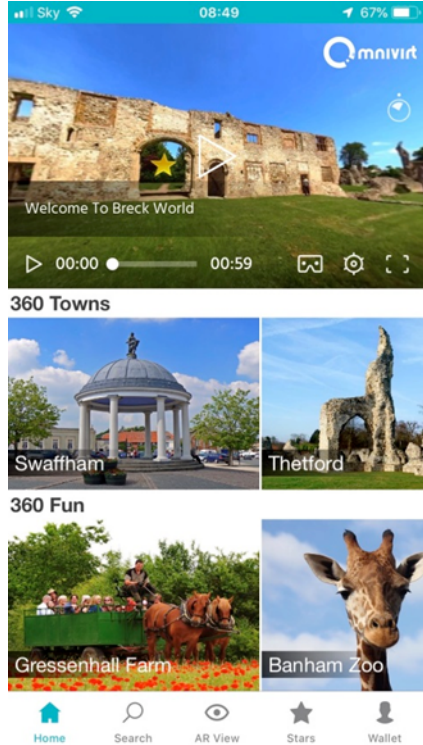 Sky 08:49 67%
Omnivirt
Welcome To Breck World
00:00 00:59
360 Towns
Swaffham Thetford
360 Fun
Gressenhall Farm Banham Zoo
Home Search AR View Stars Wallet